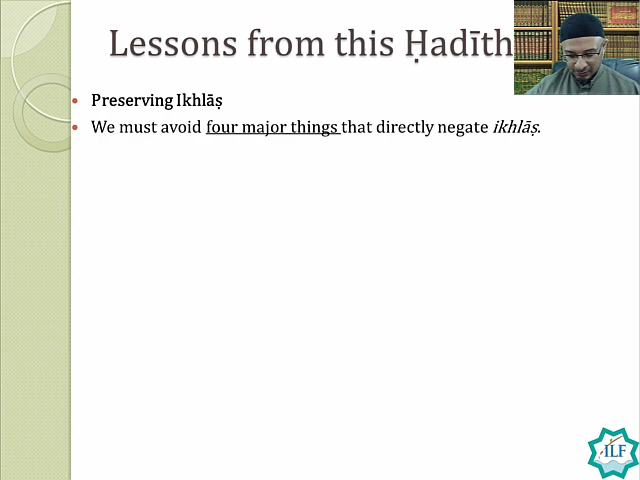 Lessons from this Ḥadīth
Preserving Ikhlāṣ
We must avoid four major things that directly negate ikhlāṣ.
ILF